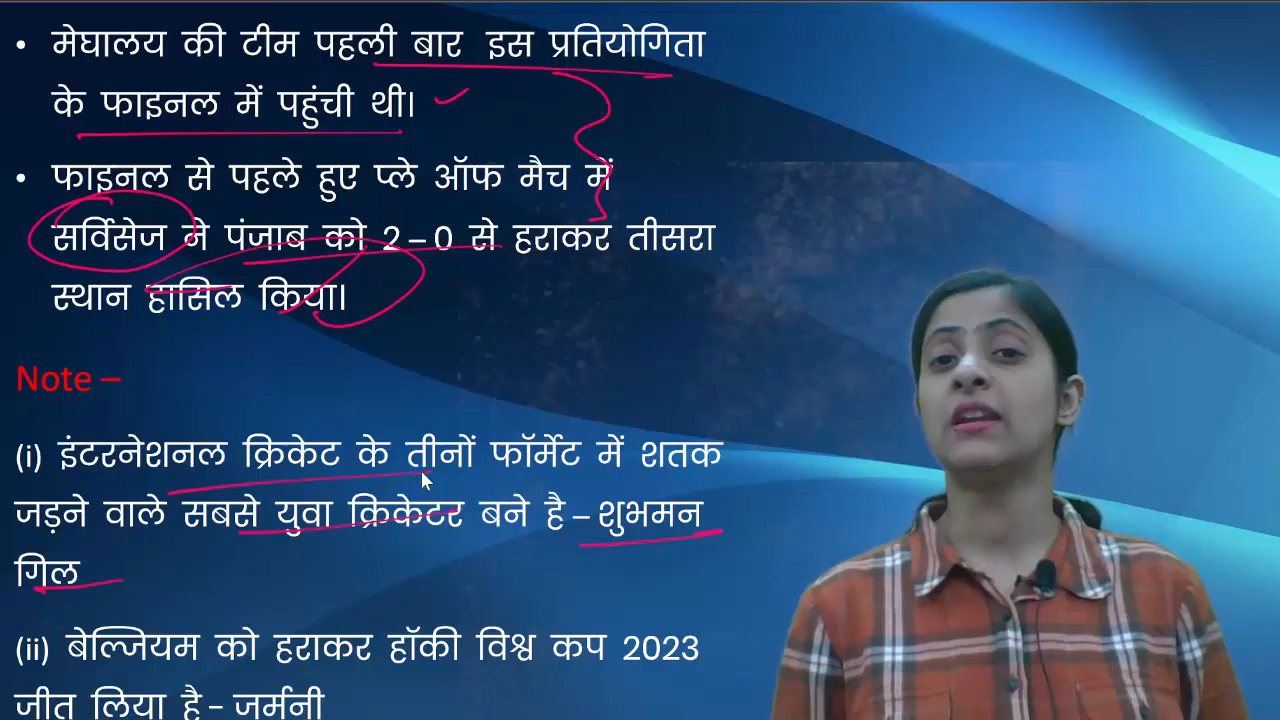 • मेघालय की टीम पहली बार इस प्रतियोगिता
के फाइनल में पहुंची थी।
• फाइनल से पहले हुए प्ले ऑफ मैच में
सर्विसेज ने पंजाब को 2-0 से हराकर तीसरा
स्थान हासिल किया।
Note –
(i) इंटरनेशनल क्रिकेट के तीनों फॉर्मेट में शतक
जड़ने वाले सबसे युवा क्रिकेटर बने है – शुभमन
गिल
(ii) बेल्जियम को हराकर हॉकी विश्व कप 2023
जीत लिया है - जर्मनी